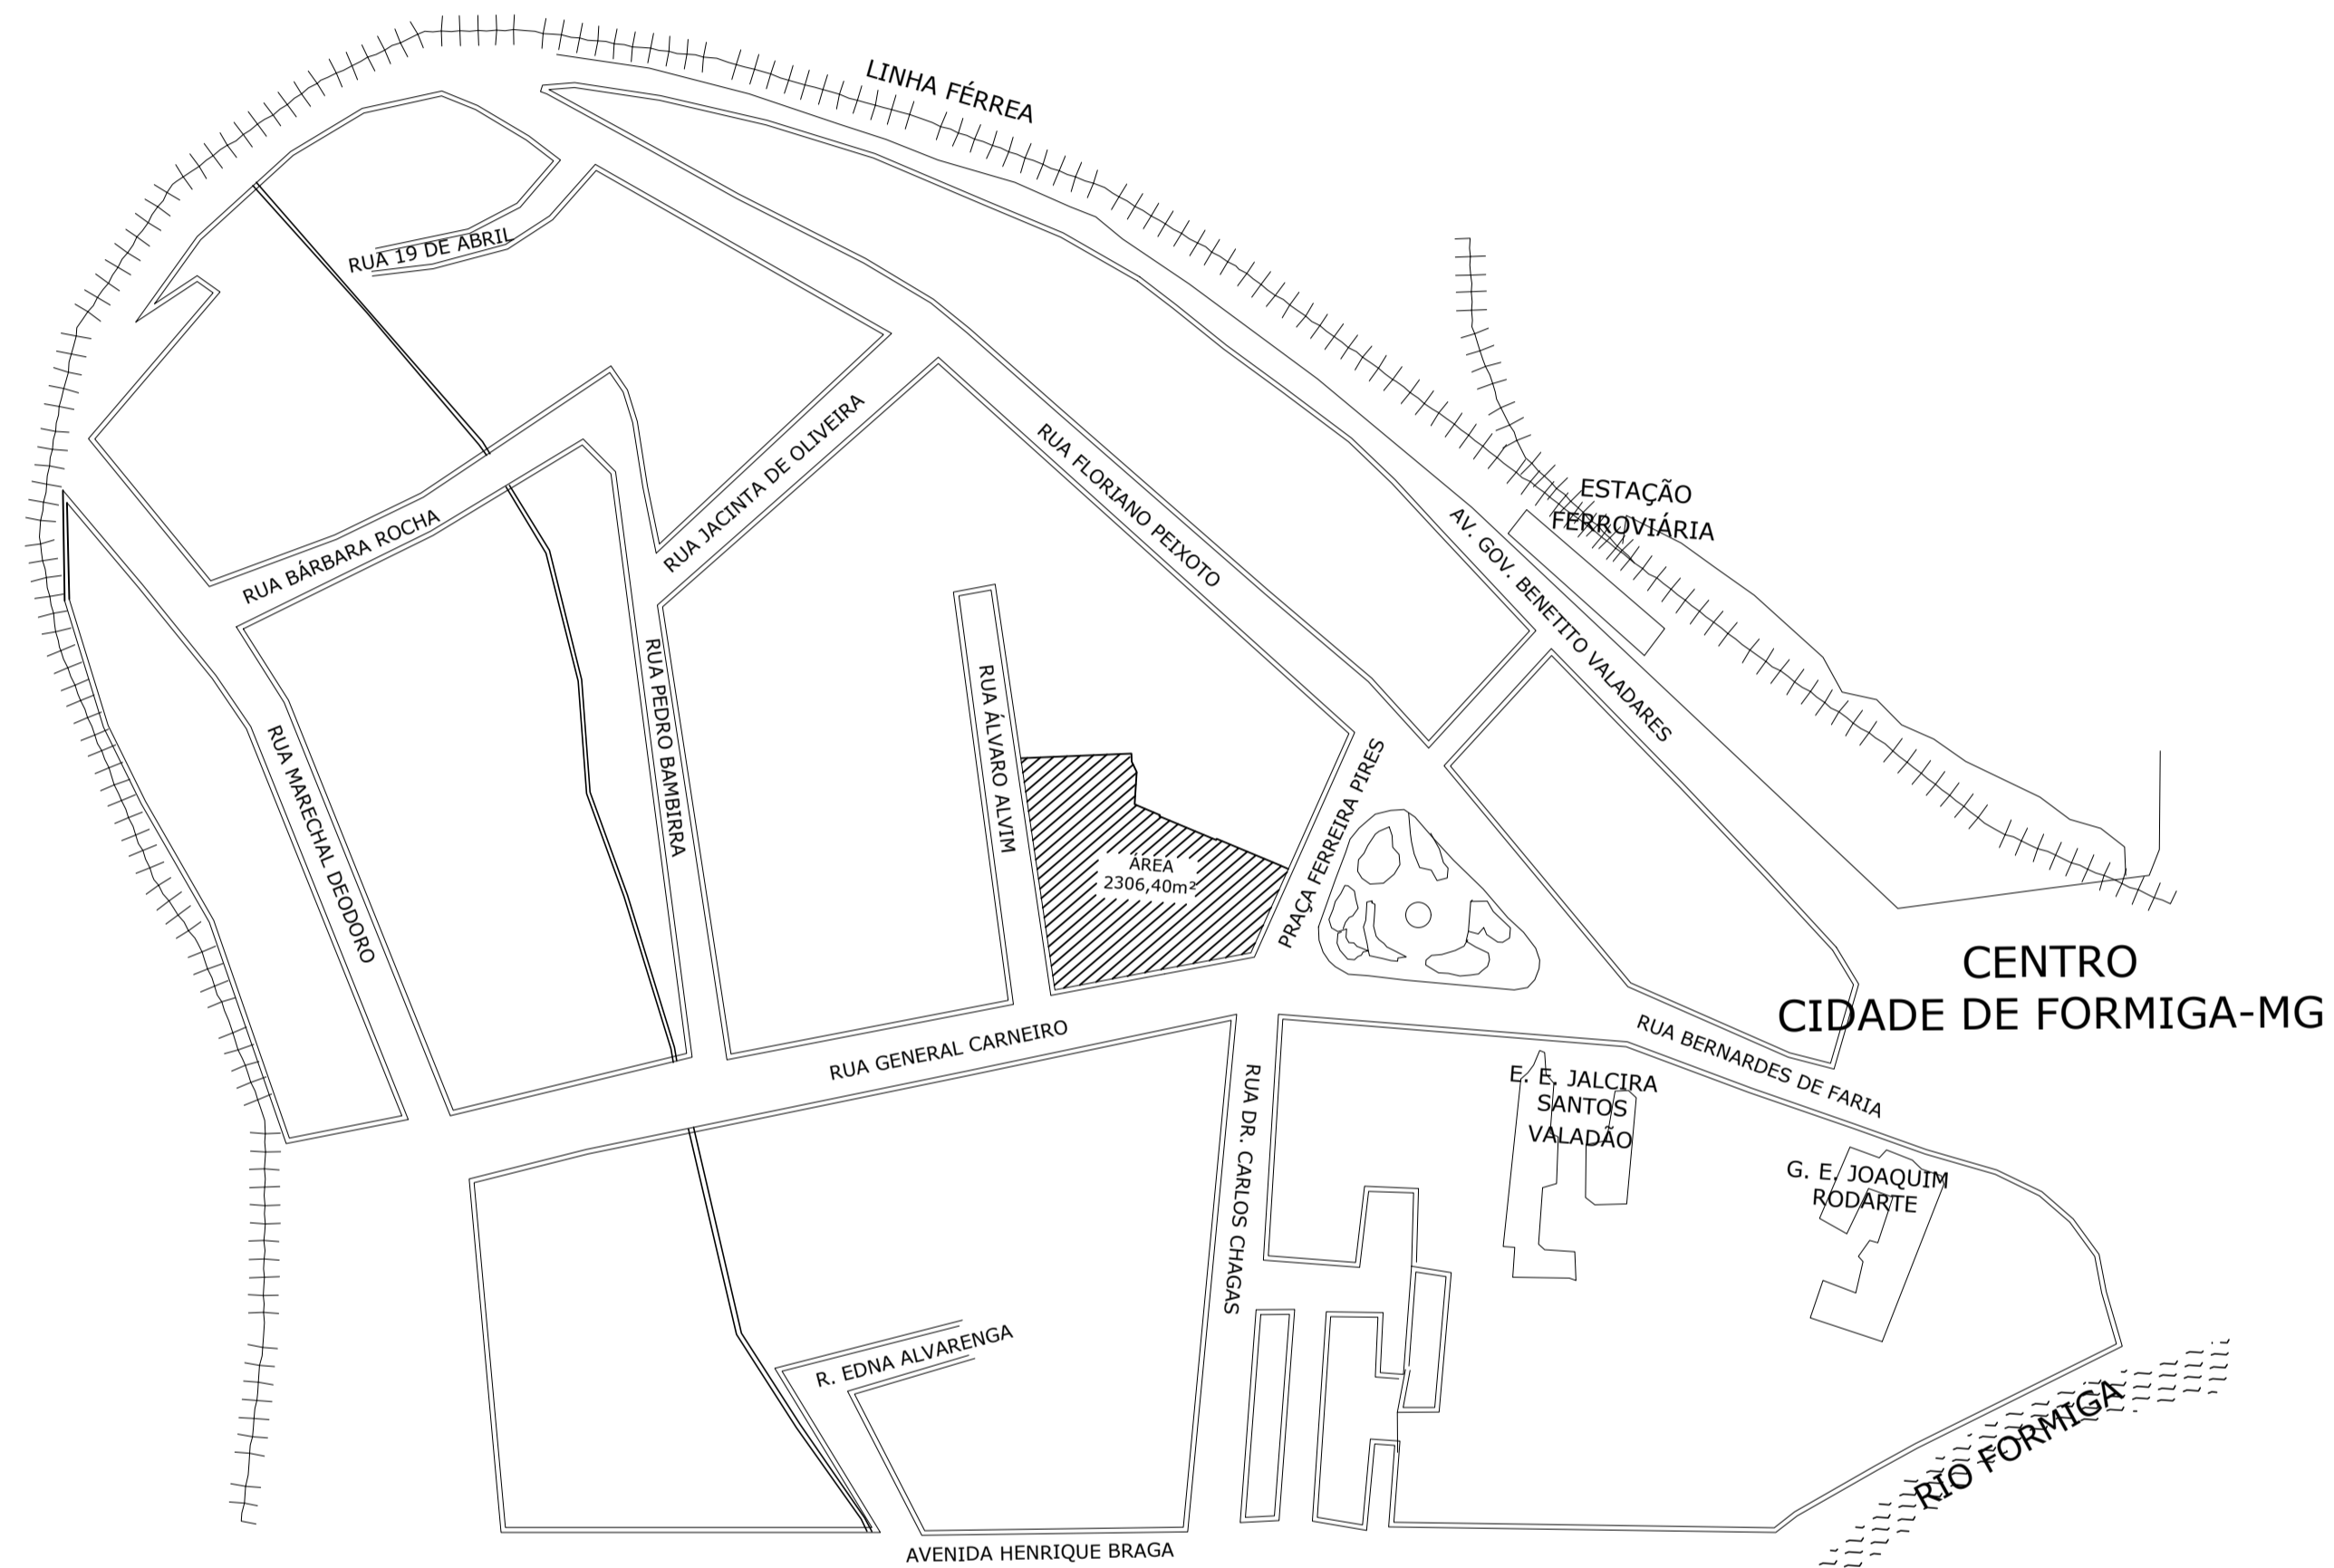 LINHA FÉRREA
RUA 19 DE ABRIL
RUA JACINTA DE OLIVEIRA
RUA FLORIANO PEIXOTO
ESTAÇÃO
FERROVIÁRIA
AV. GOV. BENETITO VALADARES
RUA BÁRBARA ROCHA
RUA PEDRO BAMBIRRA
RUA ÁLVARO ALVIM
RUA MARECHAL DEODORO
PRAÇA FERREIRA PIRES
ÁREA
2306,40m²
CENTRO
CIDADE DE FORMIGA-MG
RUA GENERAL CARNEIRO
RUA BERNARDES DE FARIA
RUA DR. CARLOS CHAGAS
E. E. JALCIRA
SANTOS
VALADÃO
G. E. JOAQUIM
RODARTE
R. EDNA ALVARENGA
RIO FORMIGA
AVENIDA HENRIQUE BRAGA